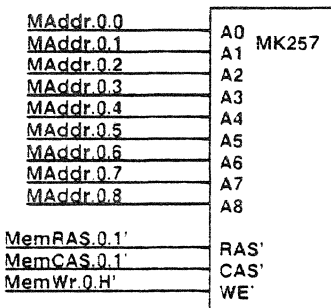 MAddr.0.0
A0
MK257
MAddr.0.1
A1
MAddr.0.2
A2
MAddr.0.3
A3
MAddr.0.4
A4
MAddr.0.5
A5
MAddr.0.6
A6
MAddr.0.7
A7
MAddr.0.8
A8
MemRAS.0.1'
RAS'
MemCAS.0.1'
CAS'
MemWr.0.H'
WE'